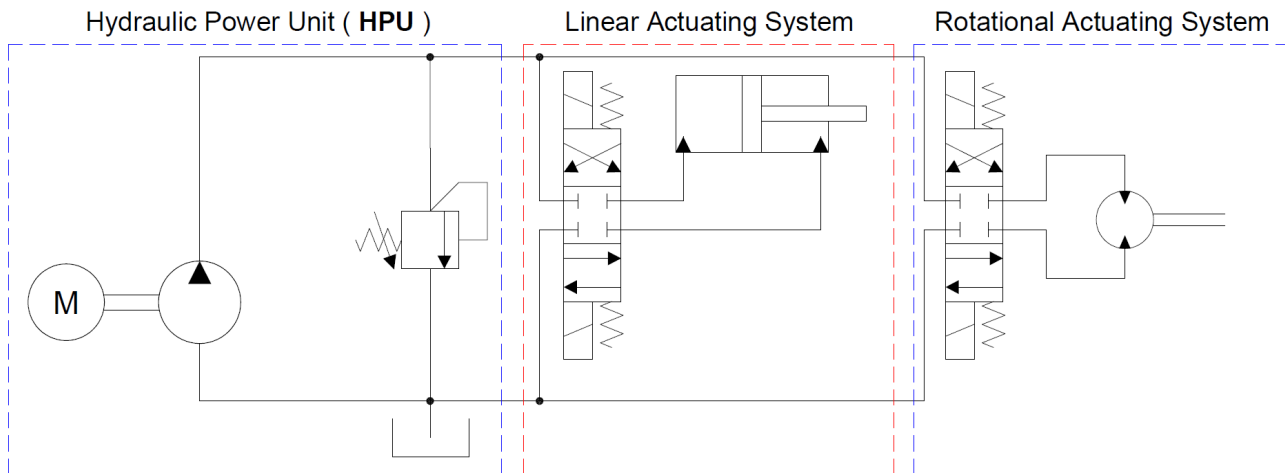 Hydraulic Power Unit ( HPU )
Linear Actuating System
Rotational Actuating System
M